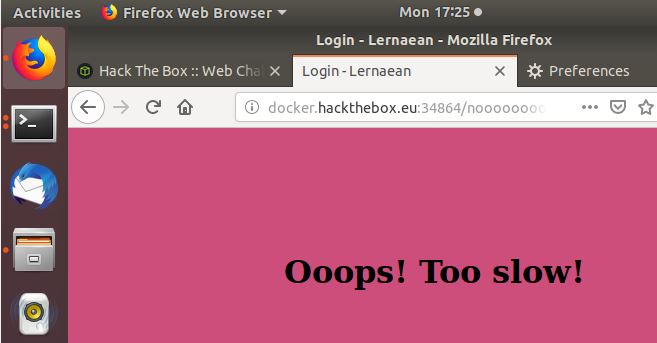 Activities Firefox Web Browser Mon 17:25
Login - Lernaean - Mozilla Firefox
Hack The Box :: Web Cha Login - Lernaean Preferences
docker.hackthebox.eu:34864/noooooooo
Ooops! Too slow!